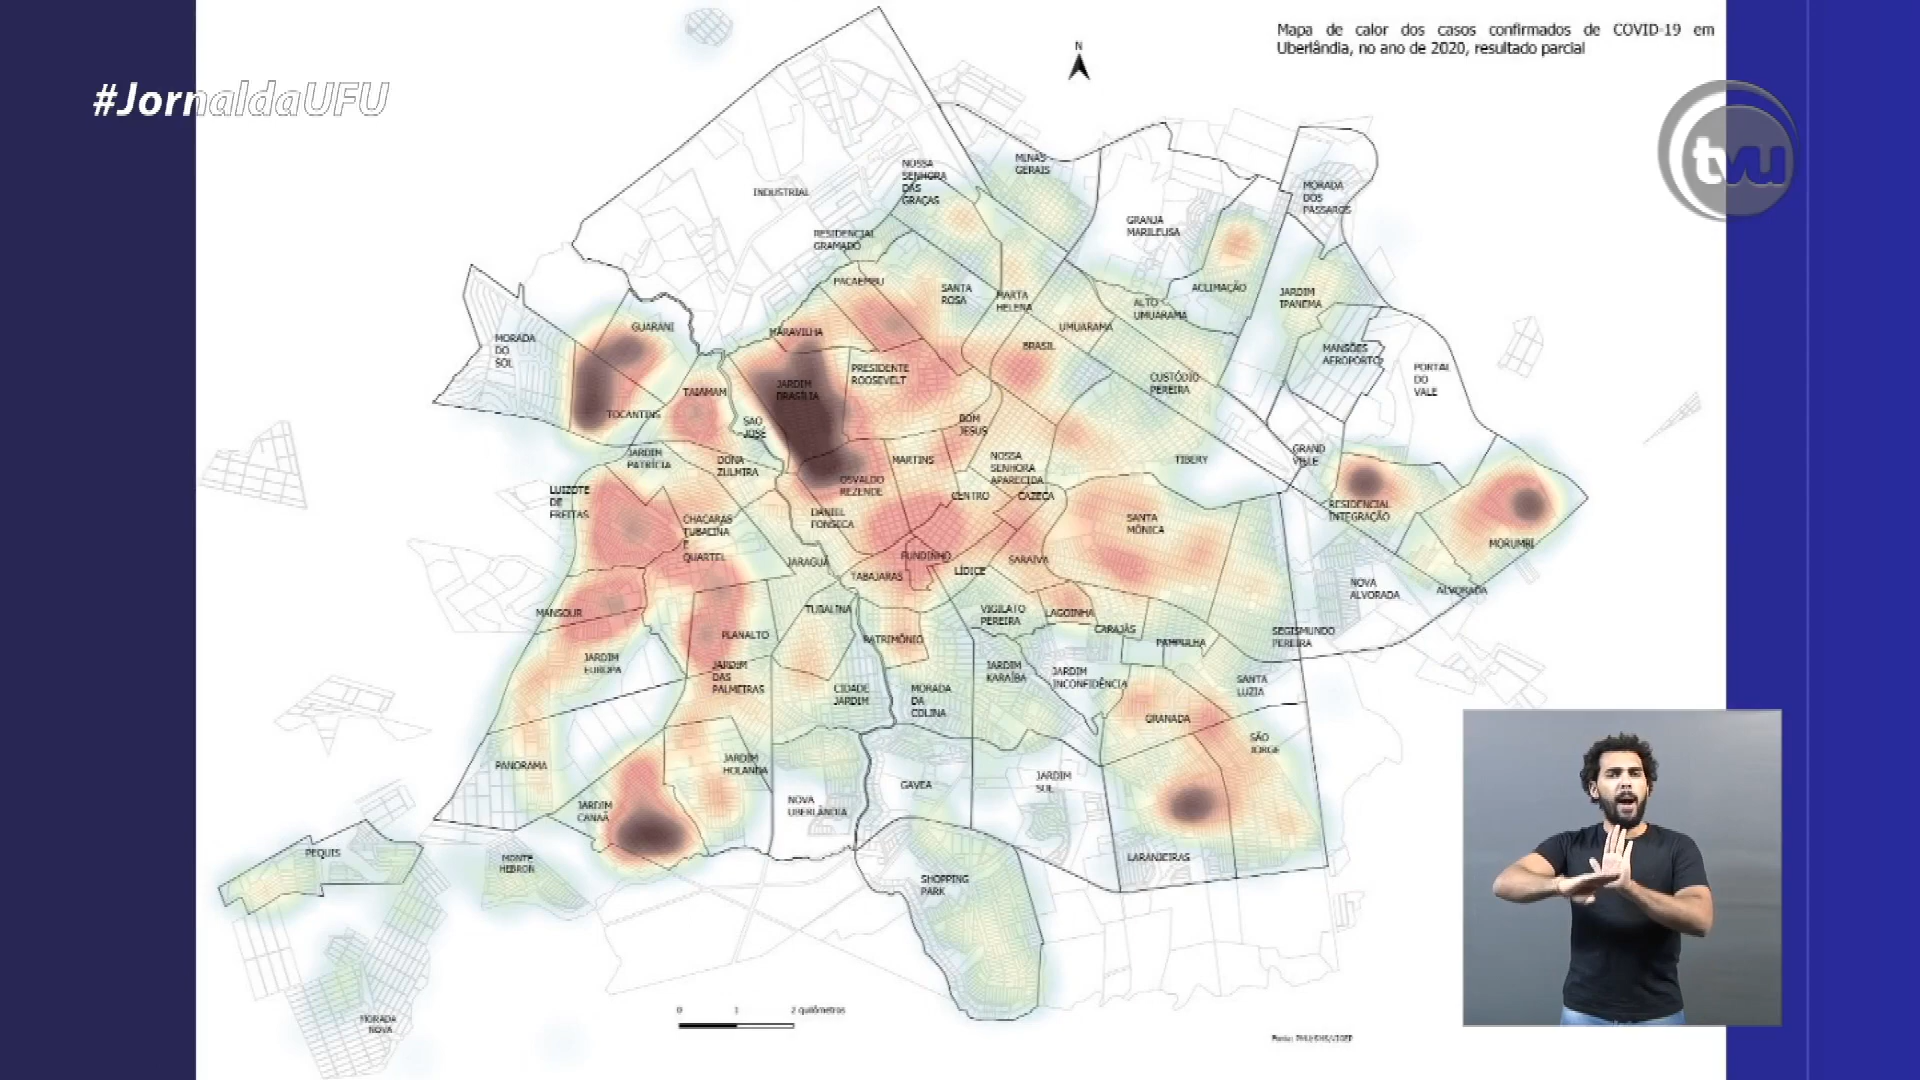 Mapa de calor dos casos confirmados de COVID-19 em
Uberlândia, no ano de 2020, resultado parcial
N
#JornaldaUFU
tvu
MINAS
GERAIS
NOSSA
SENHORA
DAS
GRAÇAS
INDUSTRIAL
MORADA
DOS
PÁSSAROS
GRANJA
MARILEUSA
RESIDENCIAL
GRAMADO
PACAEMBU
SANTA
ROSA
MARTA
HELENA
ACLIMAÇÃO
JARDIM
IPANEMA
ALTO
UMUARAMA
GUARANI
MARAVILHA
UMUARAMA
MORADA
DO
SOL
BRASIL
MANSÕES
AEROPORTO
PRESIDENTE
ROOSEVELT
PORTAL
DO
VALE
JARDIM
BRASÍLIA
CUSTÓDIO
PEREIRA
TAIAMAM
TOCANTINS
SÃO
JOSÉ
BOM
JESUS
JARDIM
PATRÍCIA
DONA
ZULMIRA
MARTINS
NOSSA
SENHORA
APARECIDA
TIBERY
GRAND
VILLE
OSVALDO
REZENDE
LUIZOTE
DE
FREITAS
CENTRO
CAZECA
RESIDENCIAL
INTEGRAÇÃO
CHÁCARAS
TUBALINA
E
QUARTEL
DANIEL
FONSECA
SANTA
MÔNICA
MORUMBI
JARAGUÁ
FUNDINHO
SARAIVA
TABAJARAS
LÍDICE
NOVA
ALVORADA
ALVORADA
MANSOUR
TUBALINA
VIGILATO
PEREIRA
LAGOINHA
PLANALTO
PATRIMÔNIO
CARAJÁS
PAMPULHA
SEGISMUNDO
PEREIRA
JARDIM
EUROPA
JARDIM
DAS
PALMEIRAS
JARDIM
KARAÍBA
JARDIM
INCONFIDÊNCIA
CIDADE
JARDIM
MORADA
DA
COLINA
SANTA
LUZIA
GRANADA
SÃO
JORGE
PANORAMA
JARDIM
HOLANDA
GÁVEA
JARDIM
SUL
JARDIM
CANAÃ
NOVA
UBERLÂNDIA
PEQUIS
MONTE
HEBRON
LARANJEIRAS
SHOPPING
PARK
MORADA
NOVA
0 1 2 quilômetros
Fonte: PMU/SMS/VIGEP